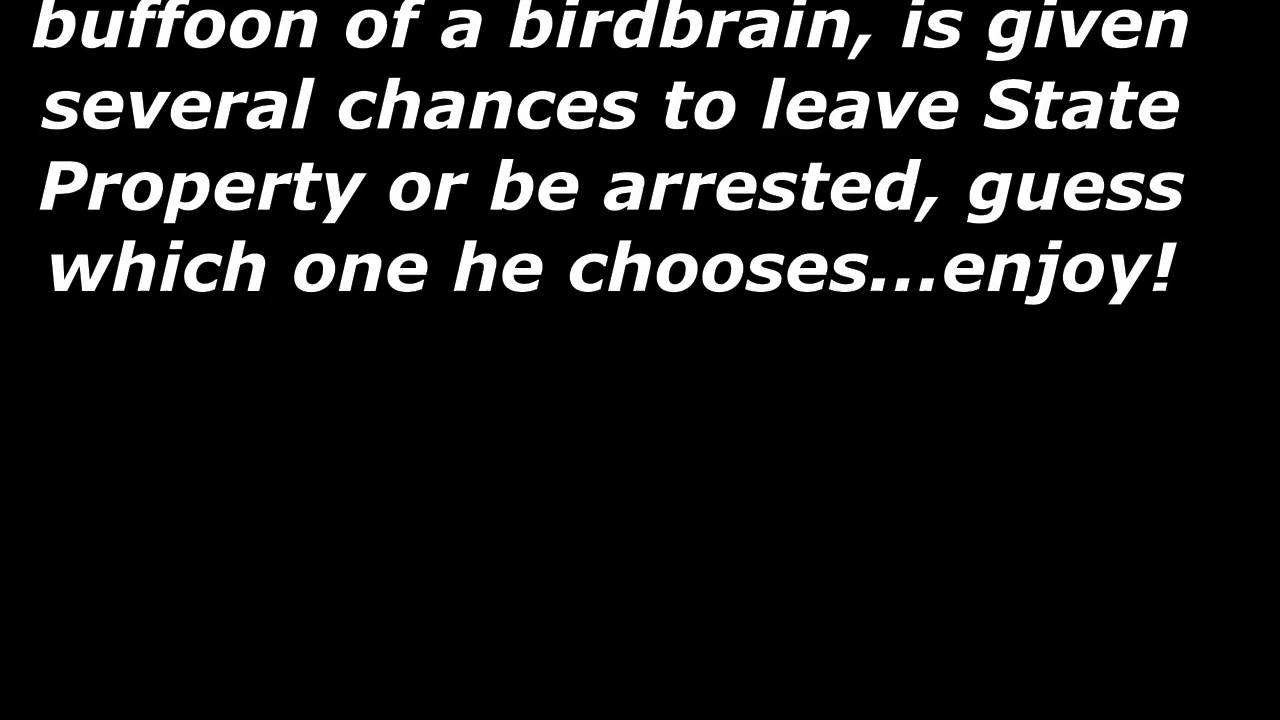 buffoon of a birdbrain, is given
several chances to leave State
Property or be arrested, guess
which one he chooses...enjoy!